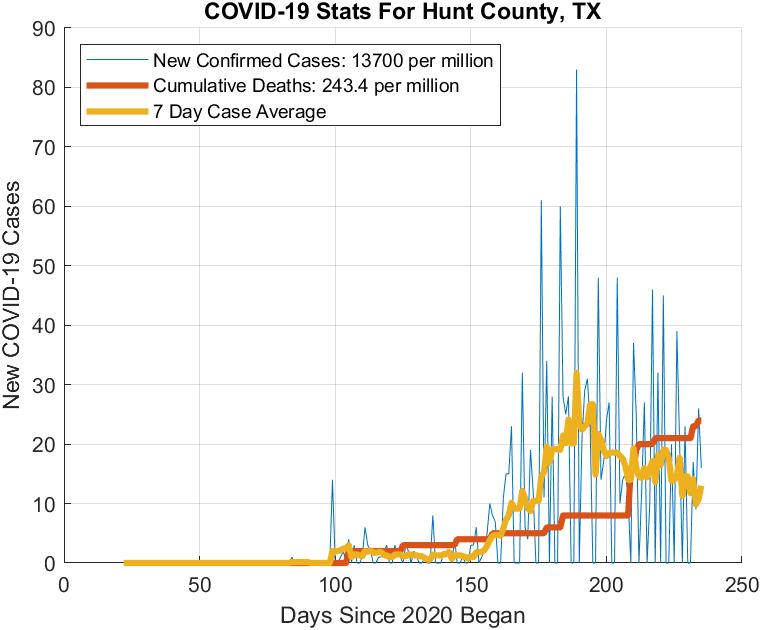 COVID-19 Stats For Hunt County, TX
New Confirmed Cases: 13700 per million
Cumulative Deaths: 243.4 per million
7 Day Case Average
New COVID-19 Cases
90
80
70
60
50
40
30
20
10
0
0 50 100 150 200 250
Days Since 2020 Began